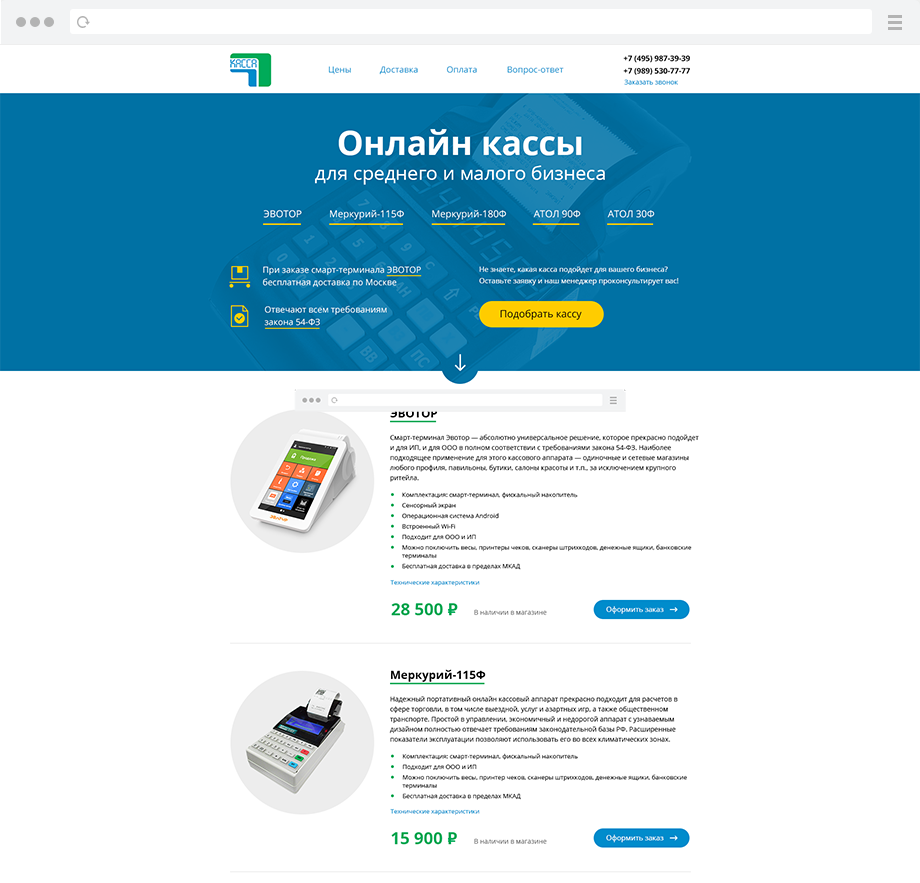 КАССА
Цены
Доставка
Оплата
Вопрос-ответ
+7 (495) 987-39-39
+7 (989) 530-77-77
Заказать звонок
Онлайн кассы
для среднего и малого бизнеса
ЭВОТОР
Меркурий-115Ф
Меркурий-180Ф
АТОЛ 90Ф
АТОЛ 30Ф
При заказе смарт-терминала ЭВОТОР
бесплатная доставка по Москве
Отвечают всем требованиям
закона 54-ФЗ
Не знаете, какая касса подойдет для вашего бизнеса?
Оставьте заявку и наш менеджер проконсультирует вас!
Подобрать кассу
ЭВОТОР
Смарт-терминал Эвотор — абсолютно универсальное решение, которое прекрасно подойдет
и для ИП, и для ООО в полном соответствии с требованиями закона 54-ФЗ. Наиболее
подходящее применние для этого кассового аппарата — одиночные и сетевые магазины
любого профиля, павильоны, бутики, салоны красоты и т.п., за исключением крупного
ритейла.
Комплектация: смарт-терминал, фискальный накопитель
Сенсорный экран
Операционная система Android
Встроенный Wi-Fi
Подходит для ООО и ИП
Можно поключить весы, принтеры чеков, сканеры штрихкодов, денежные ящики, банковские
терминалы
Бесплатная доставка в пределах МКАД
Технические характеристики
28 500 ₽
В наличии в магазине
Оформить заказ →
Меркурий-115Ф
Надежный портативный онлайн кассовый аппарат прекрасно подходит для расчетов в
сфере торговли, в том числе выездной, услуг и азартных игр, а также общественном
транспорте. Простой в управлении, экономичный и недорогой аппарат с узнаваемым
дизайном полностью отвечает требованиям законодательной базы РФ. Расширенные
показатели эксплуатации позволяют использовать его во всех климатических зонах.
Комплектация: смарт-терминал, фискальный накопитель
Подходит для ООО и ИП
Можно поключить весы, принтер чеков, сканеры штрихкодов, денежные ящики, банковские
терминалы
Бесплатная доставка в пределах МКАД
Технические характеристики
15 900 ₽
В наличии в магазине
Оформить заказ →